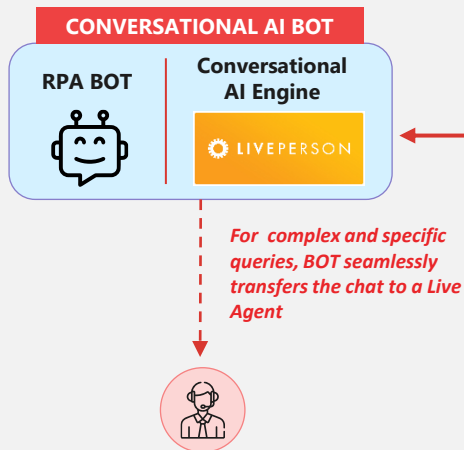 CONVERSATIONAL AI BOT
RPA BOT
Conversational
AI Engine
LIVEPERSON
For complex and specific
queries, BOT seamlessly
transfers the chat to a Live
Agent